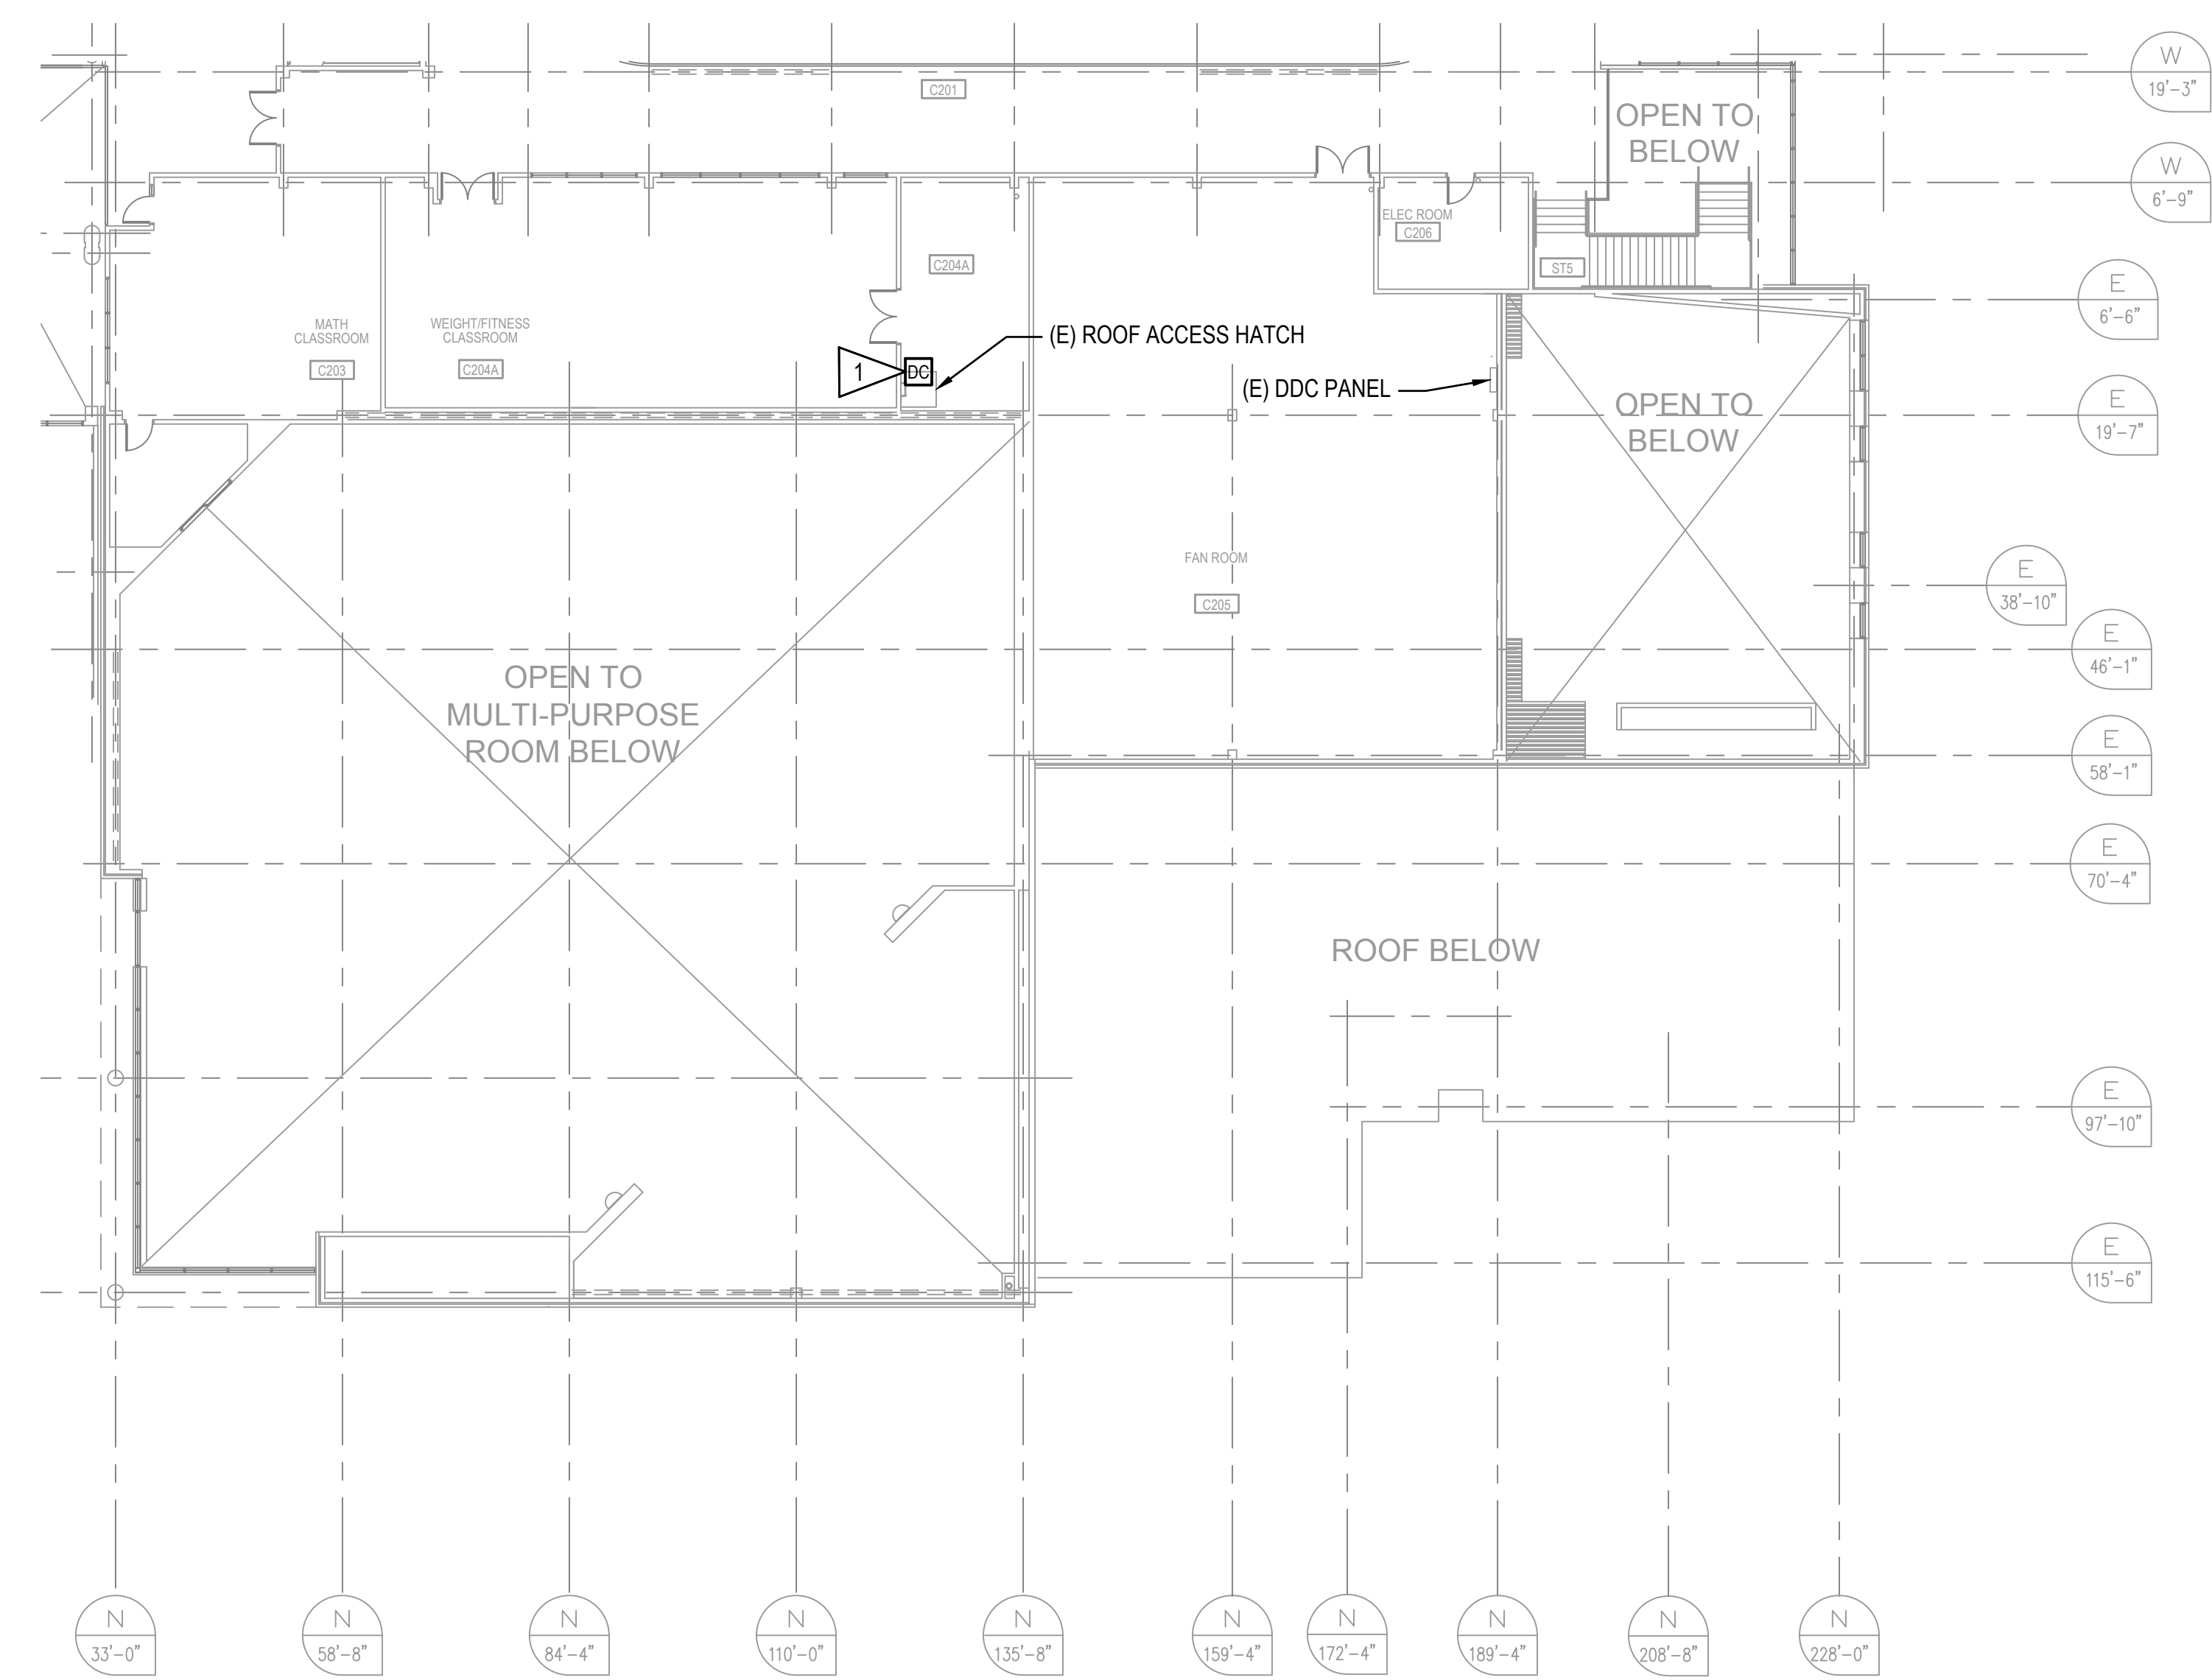 W
19'-3"
C201
OPEN TO
BELOW
W
6'-9"
ELEC ROOM
C206
C204A
ST5
E
6'-6"
MATH
CLASSROOM
C203
WEIGHT/FITNESS
CLASSROOM
C204A
1
DC
(E) ROOF ACCESS HATCH
(E) DDC PANEL
OPEN TO
BELOW
E
19'-7"
FAN ROOM
C205
E
38'-10"
E
46'-1"
OPEN TO
MULTI-PURPOSE
ROOM BELOW
E
58'-1"
E
70'-4"
ROOF BELOW
E
97'-10"
E
115'-6"
N
33'-0"
N
58'-8"
N
84'-4"
N
110'-0"
N
135'-8"
N
159'-4"
N
172'-4"
N
189'-4"
N
208'-8"
N
228'-0"